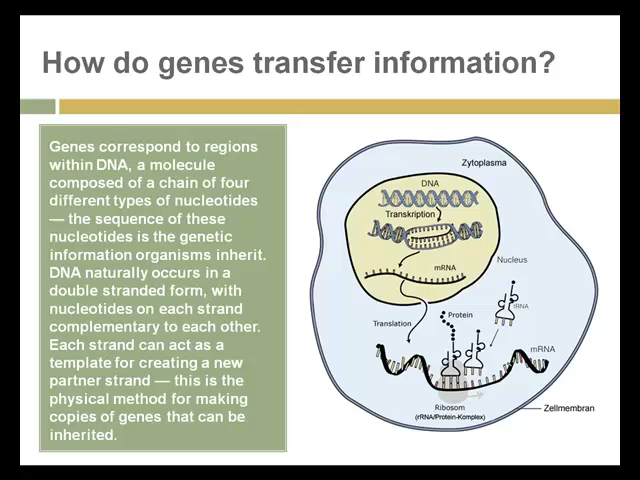 How do genes transfer information?
Genes correspond to regions
within DNA, a molecule
composed of a chain of four
different types of nucleotides
— the sequence of these
nucleotides is the genetic
information organisms inherit.
DNA naturally occurs in a
double stranded form, with
nucleotides on each strand
complementary to each other.
Each strand can act as a
template for creating a new
partner strand — this is the
physical method for making
copies of genes that can be
inherited.
Zytoplasma
DNA
Transkription
mRNA
Nucleus
tRNA
Protein
Translation
mRNA
Ribosom
(rRNA/Protein-Komplex)
Zellmembran